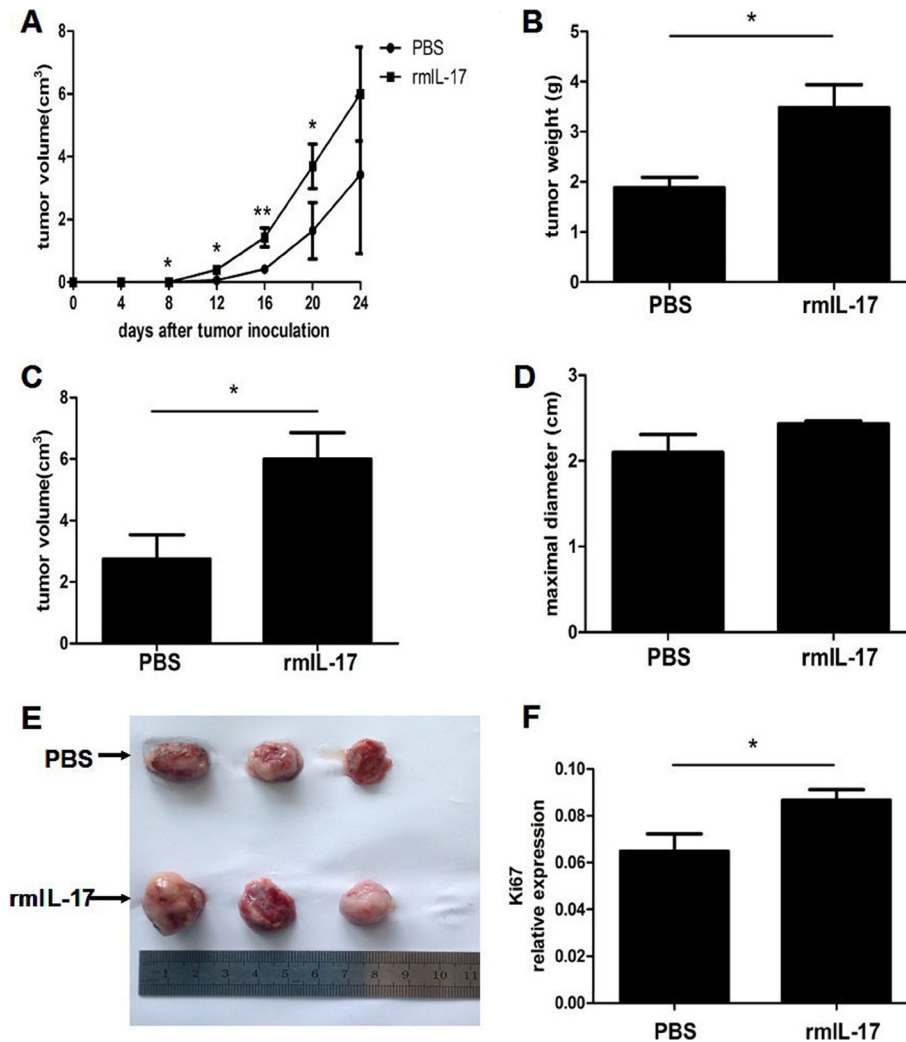 A
PBS
rmIL-17
tumor volume(cm³)
8
6
4
2
0
*
*
**
*
0 4 8 12 16 20 24
days after tumor inoculation
B
*
tumor weight (g)
5
4
3
2
1
0
PBS rmIL-17
C
*
tumor volume(cm³)
8
6
4
2
0
PBS rmIL-17
D
maximal diameter (cm)
3
2
1
0
PBS rmIL-17
E
PBS
rmIL-17
1 2 3 4 5 6 7 8 9 10 11
F
*
Ki67
relative expression
0.10
0.08
0.06
0.04
0.02
0.00
PBS rmIL-17